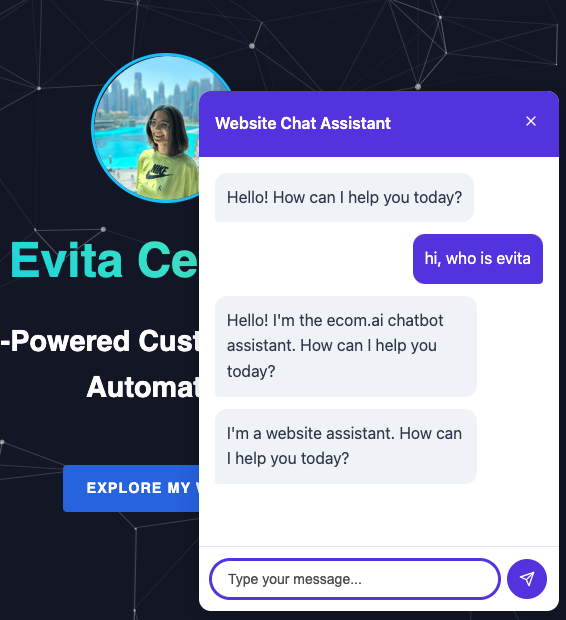 NIKE
Evita Ce
-Powered Cust
Automat
EXPLORE MY
Website Chat Assistant
Hello! How can I help you today?
hi, who is evita
Hello! I'm the ecom.ai chatbot
assistant. How can I help you
today?
I'm a website assistant. How can
I help you today?
Type your message...